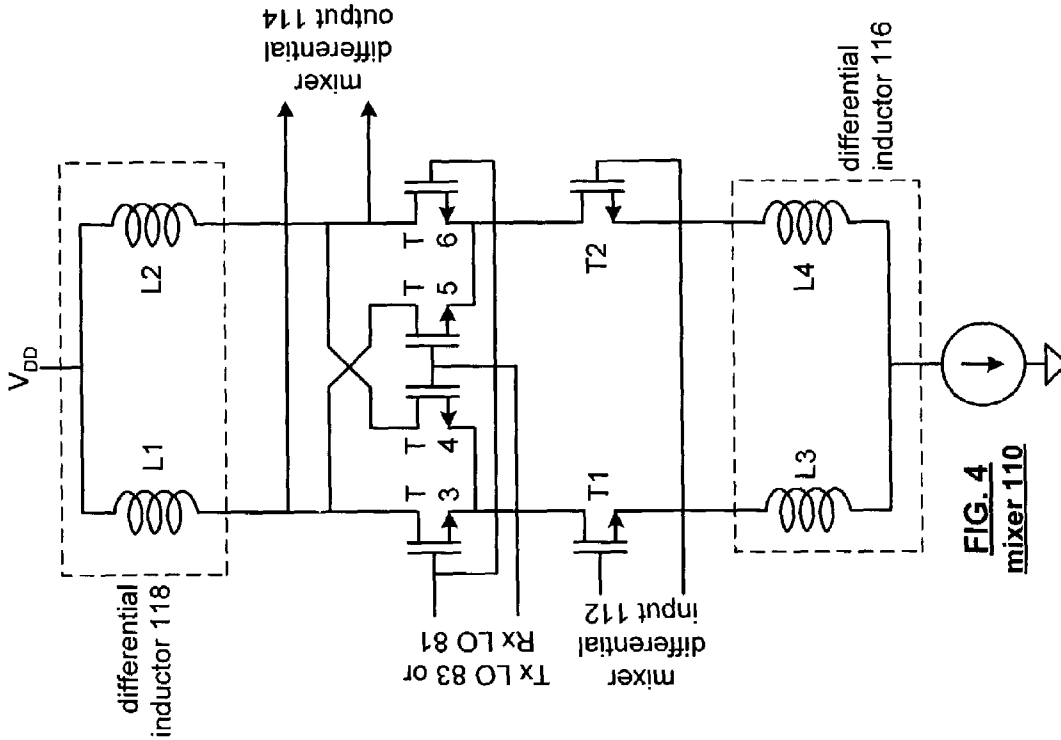 V_DD
differential
inductor 118
L1
L2
mixer
differential
output 114
Tx LO 83 or
Rx LO 81
T
3
T
4
T
5
T
6
mixer
differential
input 112
T1
T2
L3
L4
differential
inductor 116
FIG. 4
mixer 110